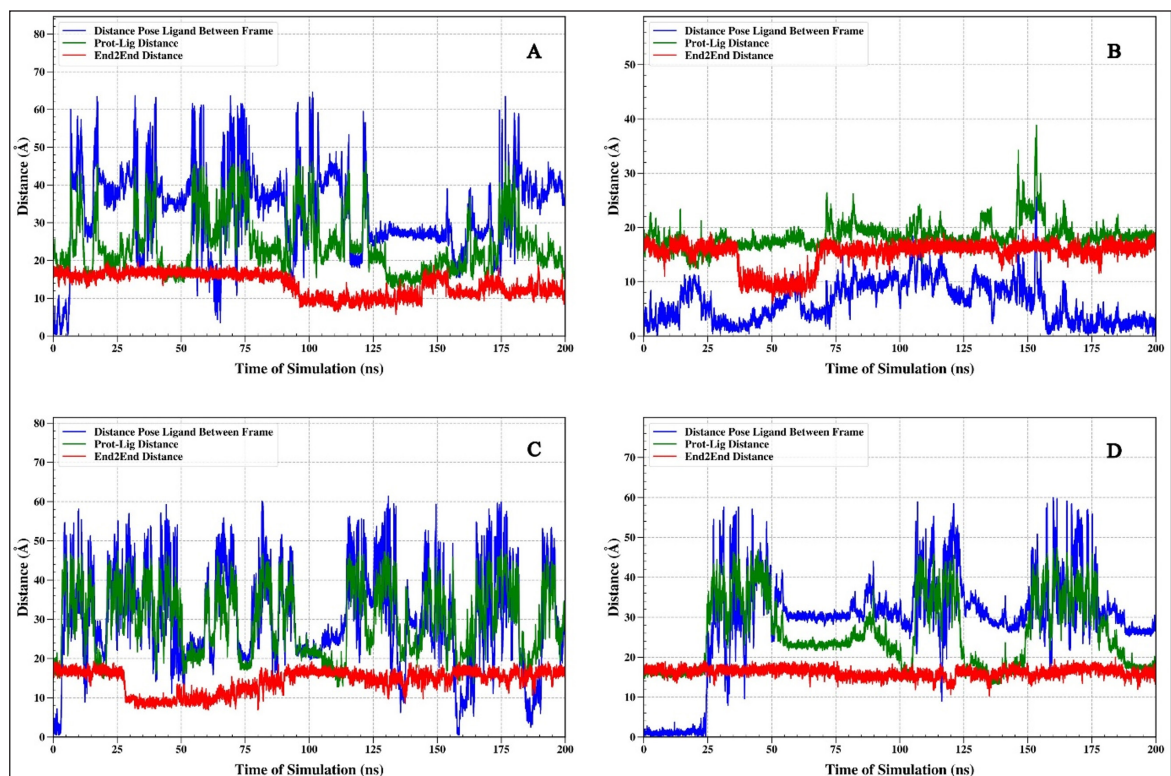 Distance Pose Ligand Between Frame
Prot-Lig Distance
End2End Distance
A
80
70
60
50
40
30
20
10
0
Distance (Å)
0 25 50 75 100 125 150 175 200
Time of Simulation (ns)
Distance Pose Ligand Between Frame
Prot-Lig Distance
End2End Distance
B
50
40
30
20
10
0
Distance (Å)
0 25 50 75 100 125 150 175 200
Time of Simulation (ns)
Distance Pose Ligand Between Frame
Prot-Lig Distance
End2End Distance
C
80
70
60
50
40
30
20
10
0
Distance (Å)
0 25 50 75 100 125 150 175 200
Time of Simulation (ns)
Distance Pose Ligand Between Frame
Prot-Lig Distance
End2End Distance
D
70
60
50
40
30
20
10
0
Distance (Å)
0 25 50 75 100 125 150 175 200
Time of Simulation (ns)